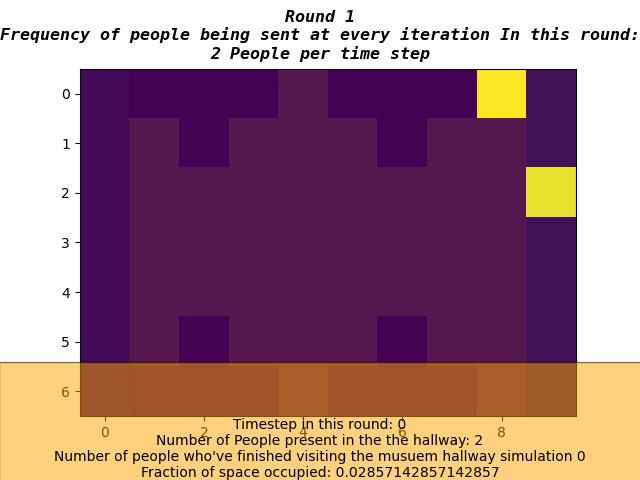 Round 1
Frequency of people being sent at every iteration In this round:
2 People per time step
0
1
2
3
4
5
6
0 2 4 6 8
Timestep in this round: 0
Number of People present in the the hallway: 2
Number of people who've finished visiting the musuem hallway simulation 0
Fraction of space occupied: 0.02857142857142857